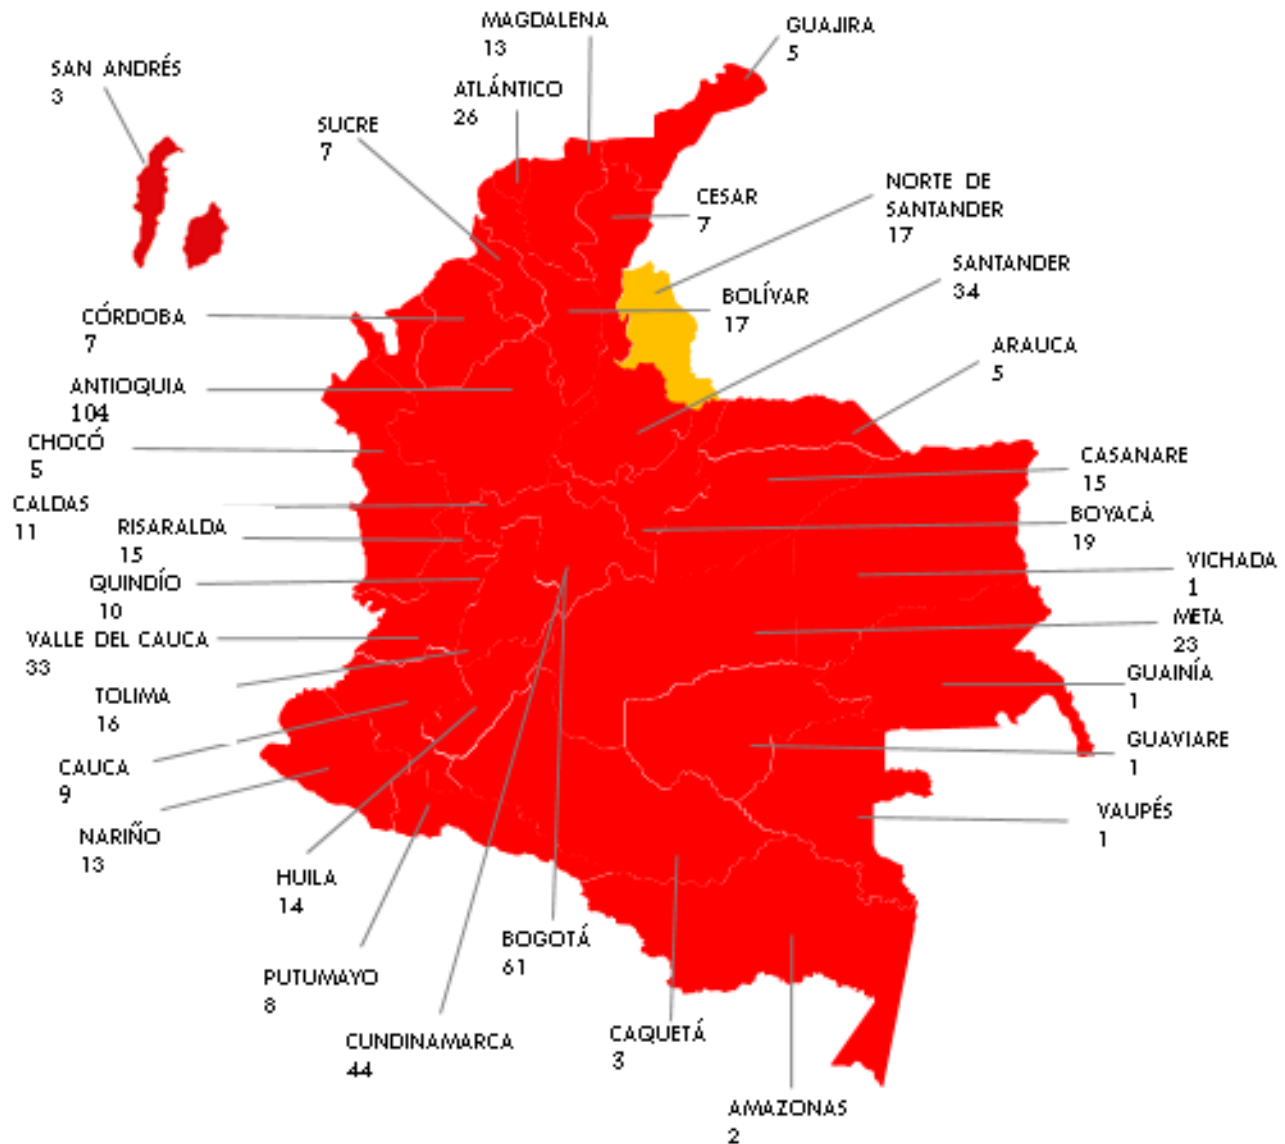 MAGDALENA
13
GUAJIRA
5
SAN ANDRÉS
3
ATLÁNTICO
26
SUCRE
7
CESAR
7
NORTE DE
SANTANDER
17
SANTANDER
34
BOLÍVAR
17
CÓRDOBA
7
ARAUCA
5
ANTIOQUIA
104
CHOCÓ
5
CASANARE
15
CALDAS
11
BOYACÁ
19
RISARALDA
15
VICHADA
1
QUINDÍO
10
META
23
VALLE DEL CAUCA
33
GUAINÍA
1
TOLIMA
16
GUAVIARE
1
CAUCA
9
VAUPÉS
1
NARIÑO
13
HUILA
14
BOGOTÁ
61
PUTUMAYO
8
CUNDINAMARCA
44
CAQUETÁ
3
AMAZONAS
2